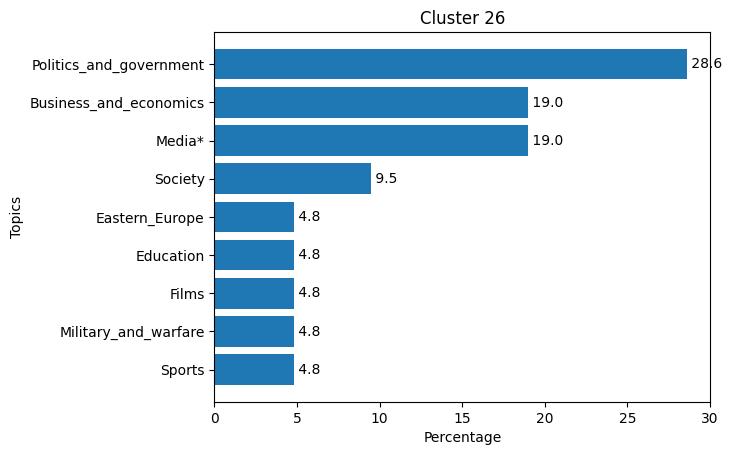 Cluster 26
Politics_and_government 28.6
Business_and_economics 19.0
Media* 19.0
Society 9.5
Eastern_Europe 4.8
Education 4.8
Films 4.8
Military_and_warfare 4.8
Sports 4.8
Topics
0 5 10 15 20 25 30
Percentage